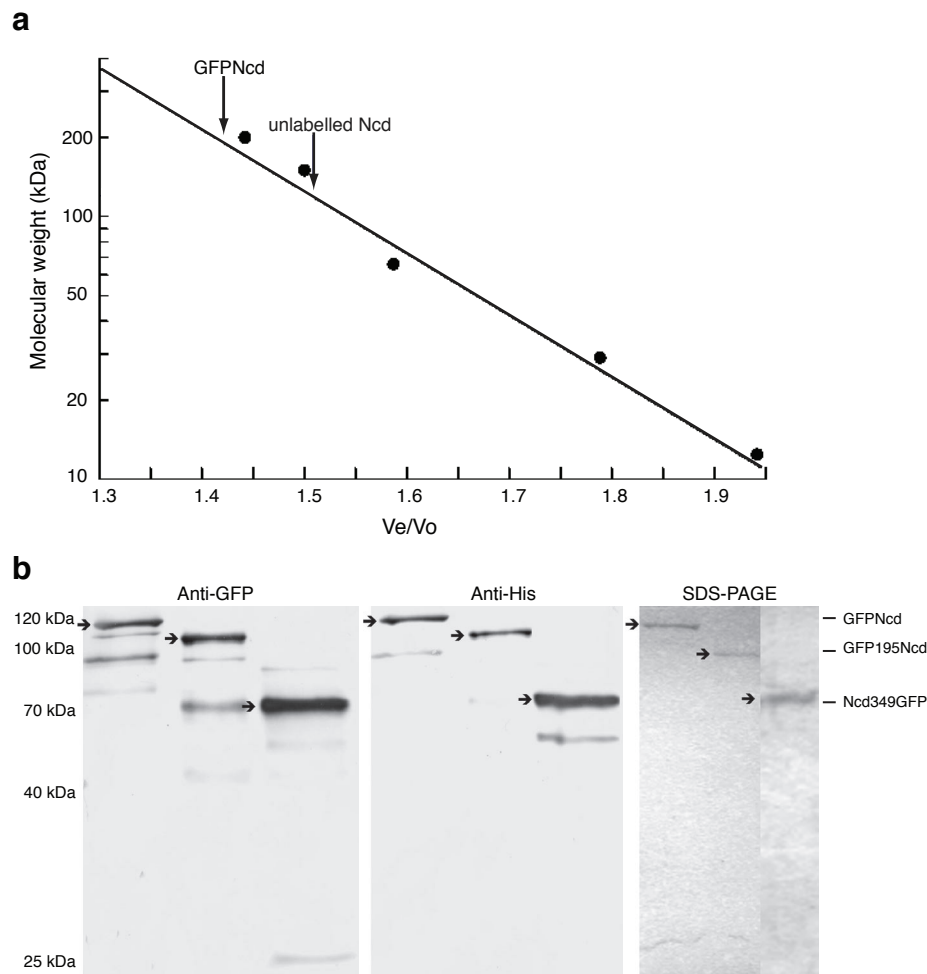 a
GFPNcd
unlabelled Ncd
Molecular weight (kDa)
200
100
50
20
10
1.3 1.4 1.5 1.6 1.7 1.8 1.9
Ve/Vo
b
Anti-GFP Anti-His SDS-PAGE
120 kDa
100 kDa
70 kDa
40 kDa
25 kDa
GFPNcd
GFP195Ncd
Ncd349GFP